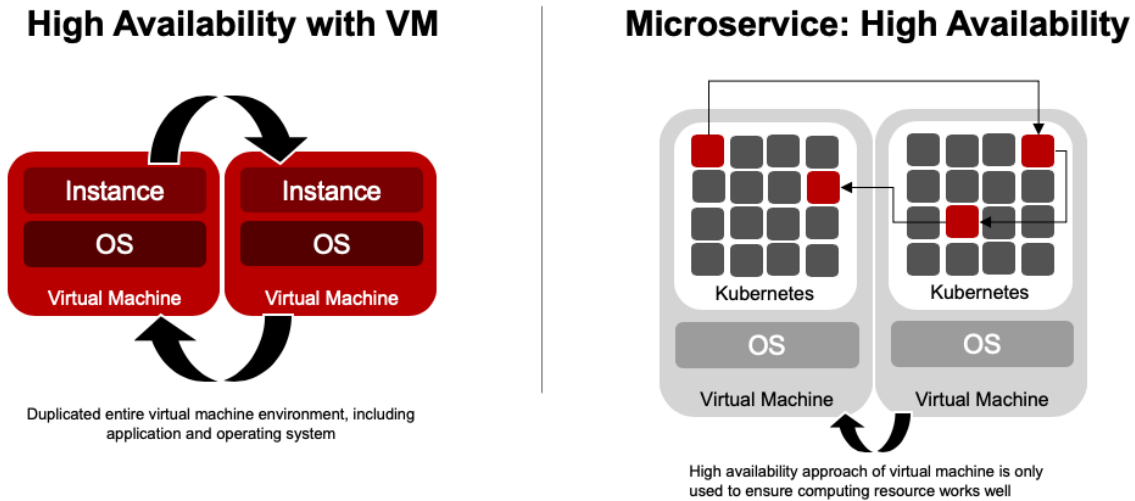 High Availability with VM
Instance
OS
Virtual Machine
Instance
OS
Virtual Machine
Duplicated entire virtual machine environment, including
application and operating system
Microservice: High Availability
Kubernetes
OS
Virtual Machine
Kubernetes
OS
Virtual Machine
High availability approach of virtual machine is only
used to ensure computing resource works well